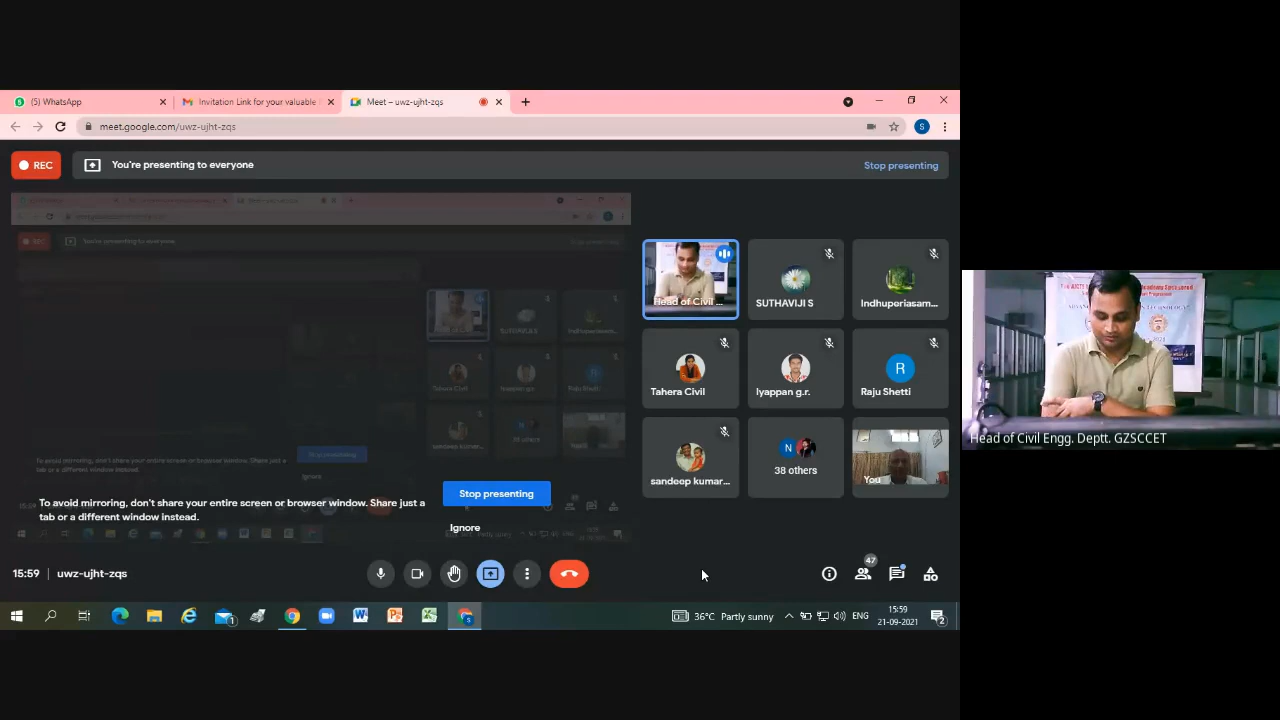 (5) WhatsApp
Invitation Link for your valuable
Meet – uwz-ujht-zqs
meet.google.com/uwz-ujht-zqs
S
REC
You're presenting to everyone
Stop presenting
Head of Civil ...
SUTHAVIJI S
Indhuperiasam...
Tahera Civil
Iyappan g.r.
R
Raju Shetti
sandeep kumar...
N
38 others
You
To avoid mirroring, don't share your entire screen or browser window. Share just a
tab or a different window instead.
Stop presenting
Ignore
15:59 | uwz-ujht-zqs
47
36°C Partly sunny
ENG
15:59
21-09-2021
2
Head of Civil Engg. Deptt. GZSCCET